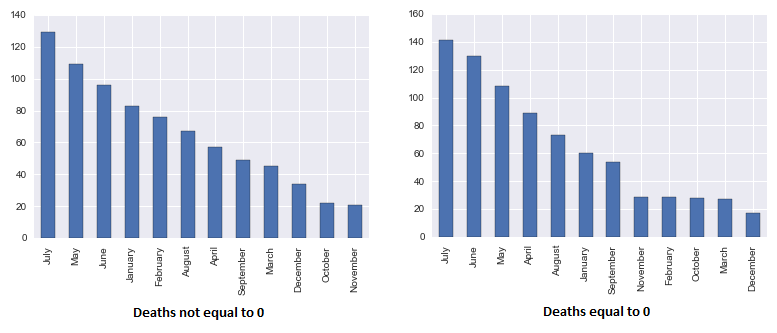 140
120
100
80
60
40
20
0
July
May
June
January
February
August
April
September
March
December
October
November
Deaths not equal to 0
160
140
120
100
80
60
40
20
0
July
June
May
April
August
January
September
November
February
October
March
December
Deaths equal to 0